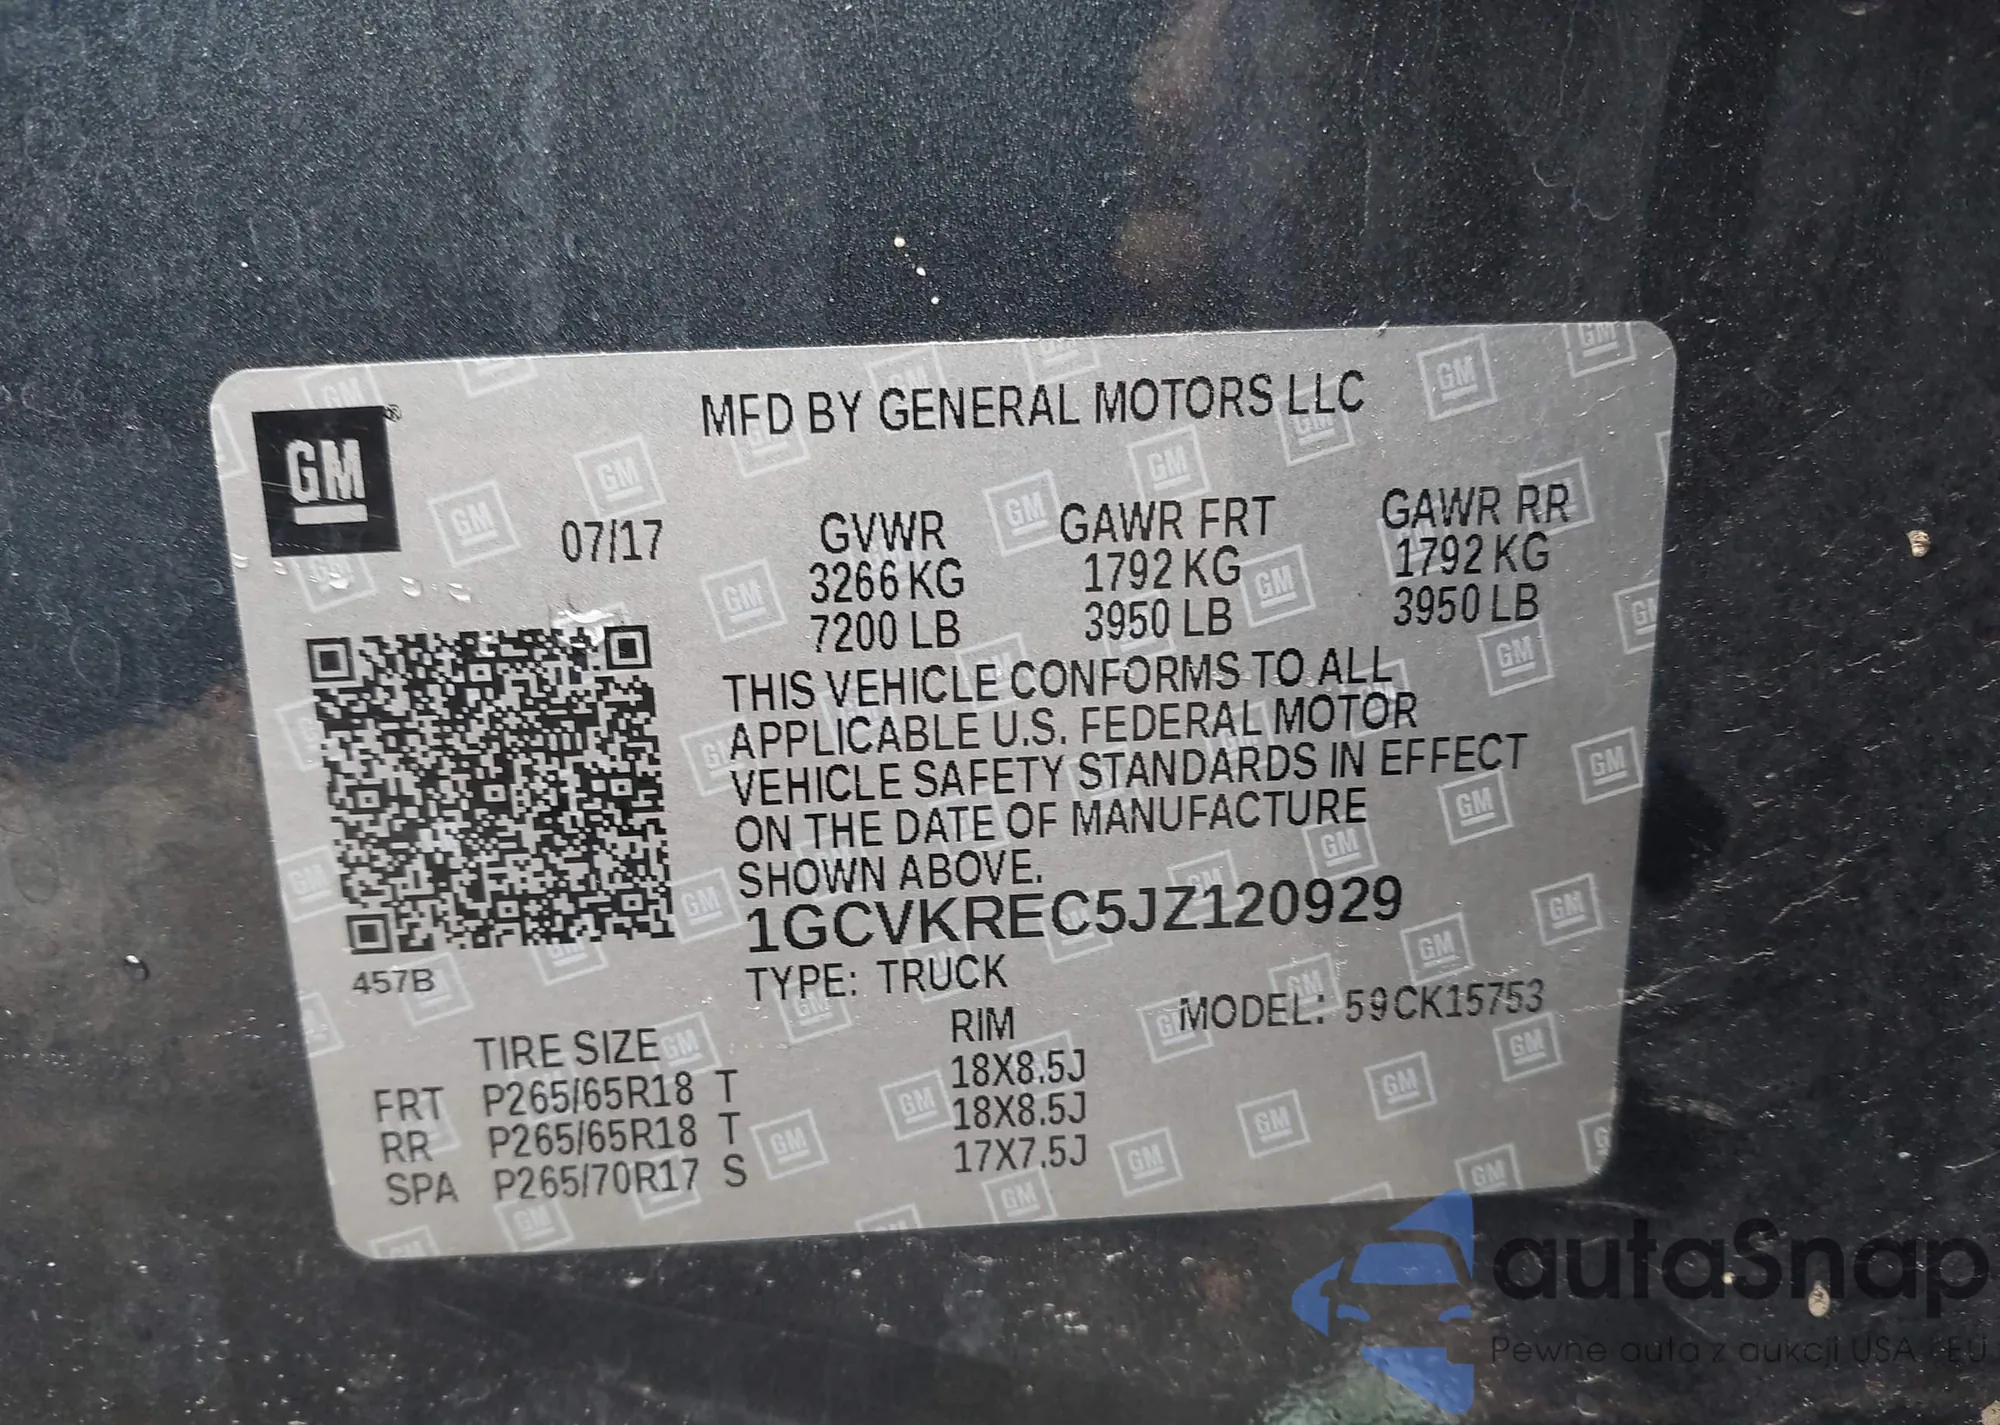 GM®
MFD BY GENERAL MOTORS LLC
07/17
GVWR GAWR FRT GAWR RR
3266 KG 1792 KG 1792 KG
7200 LB 3950 LB 3950 LB
THIS VEHICLE CONFORMS TO ALL
APPLICABLE U.S. FEDERAL MOTOR
VEHICLE SAFETY STANDARDS IN EFFECT
ON THE DATE OF MANUFACTURE
SHOWN ABOVE.
1GCVKREC5JZ120929
457B
TYPE: TRUCK
MODEL: 59CK15753
TIRE SIZE RIM
FRT P265/65R18 T 18X8.5J
RR P265/65R18 T 18X8.5J
SPA P265/70R17 S 17X7.5J
autaSnap
Pewne auta z aukcji USA i EU